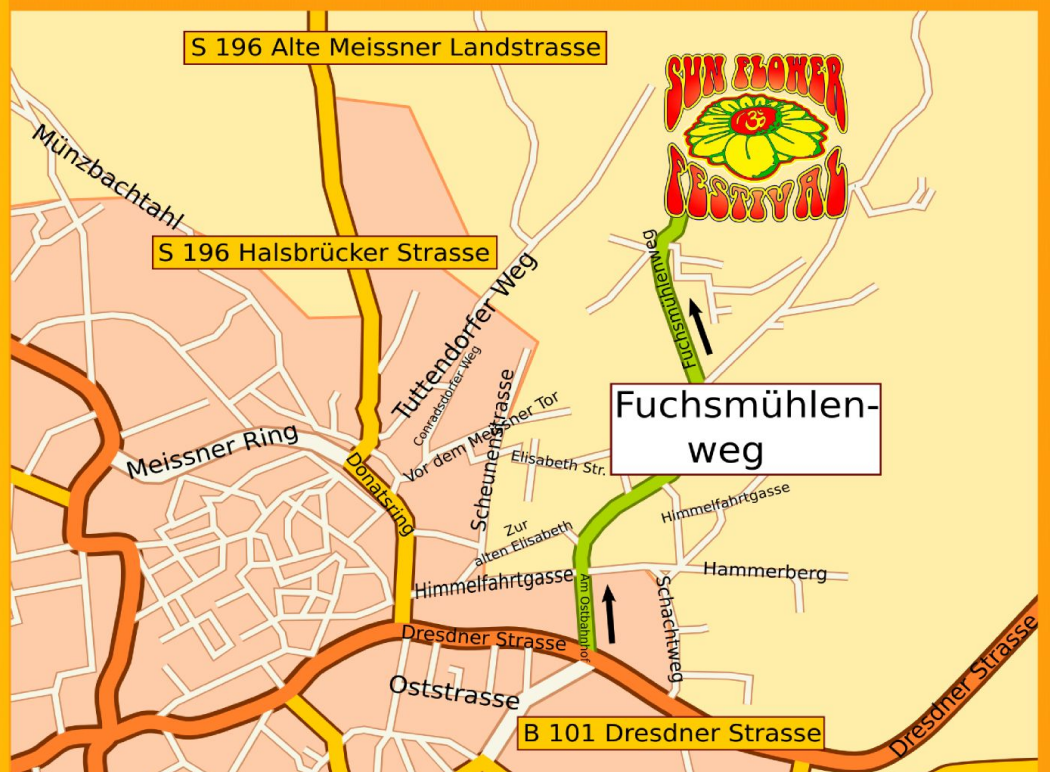 S 196 Alte Meissner Landstrasse
SUN FLOWER
FESTIVAL
Münzbachtahl
S 196 Halsbrücker Strasse
Fuchsmühlenweg
Tuttendorfer Weg
Conradsdorfer Weg
Scheunenstrasse
Vor dem Meissner Tor
Fuchsmühlen-
weg
Meissner Ring
Donatsring
Elisabeth Str.
Himmelfahrtgasse
Zur
alten Elisabeth
Himmelfahrtgasse
Am Ostbahnhof
Hammerberg
Schachtweg
Dresdner Strasse
Oststrasse
Dresdner Strasse
B 101 Dresdner Strasse